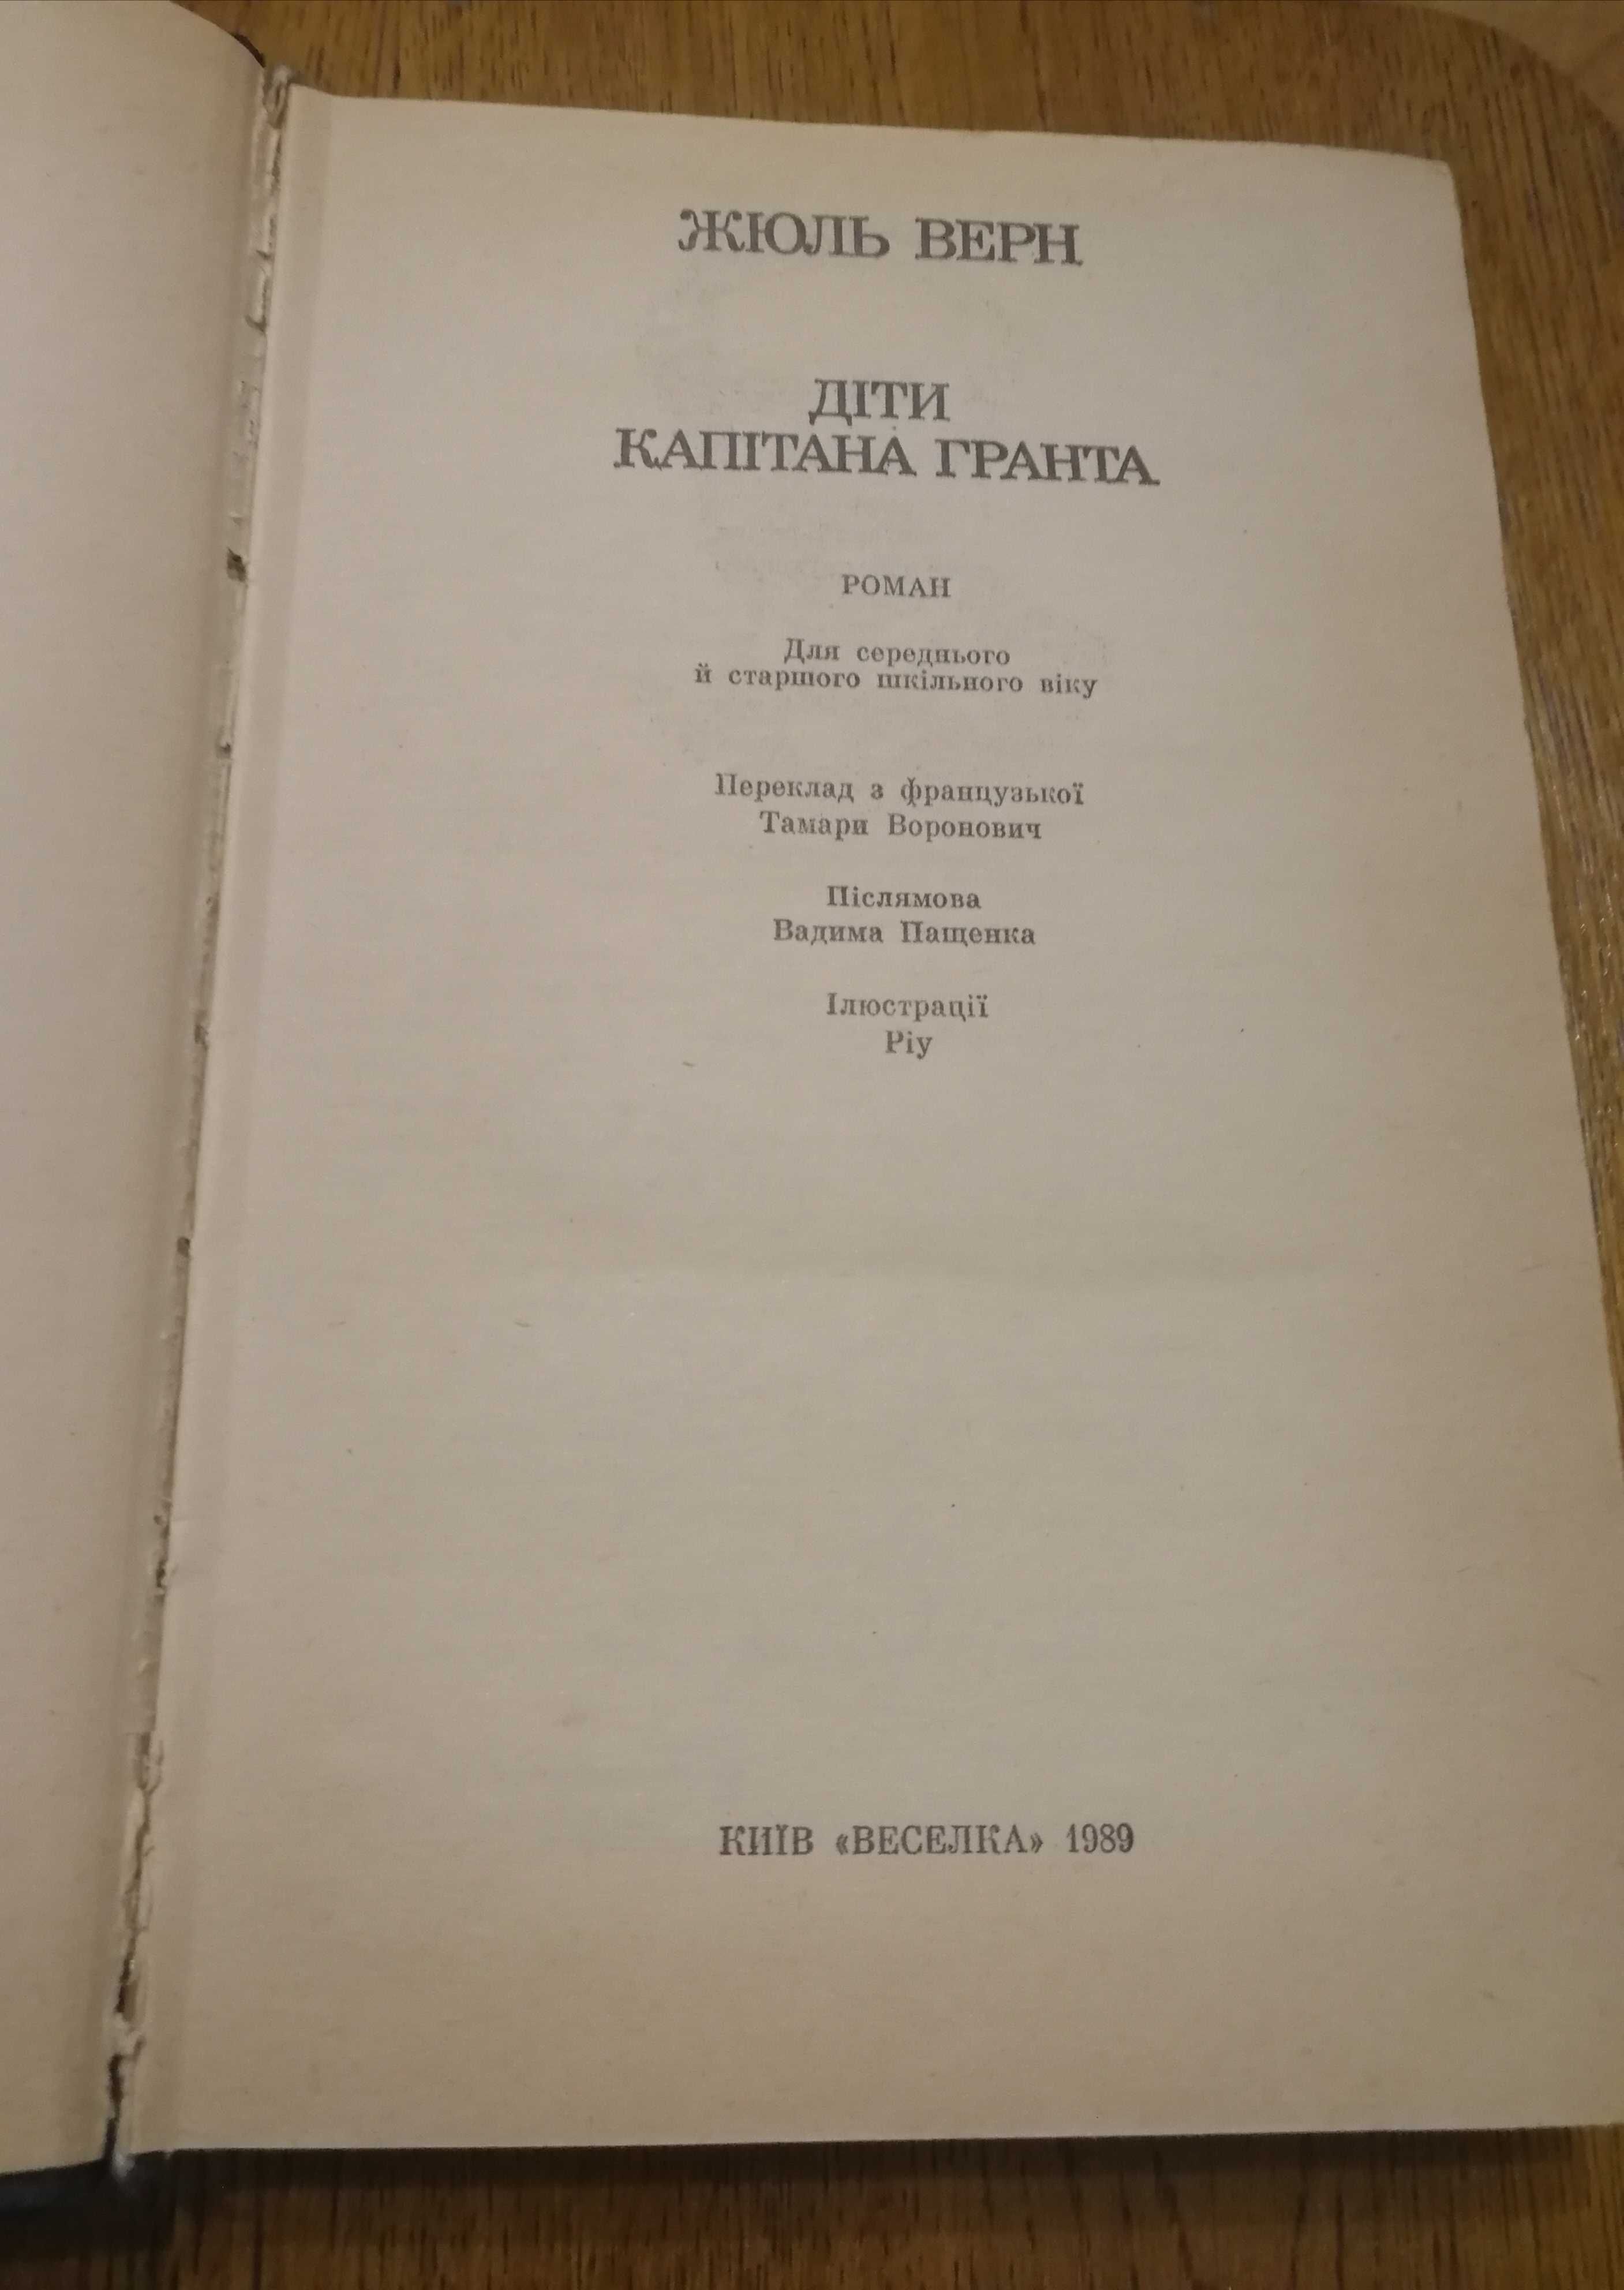 ЖЮЛЬ ВЕРН
ДІТИ
КАПІТАНА ГРАНТА
РОМАН
Для середнього
й старшого шкільного віку
Переклад з французької
Тамари Воронович
Післямова
Вадима Пащенка
Ілюстрації
Ріу
КИЇВ «ВЕСЕЛКА» 1989